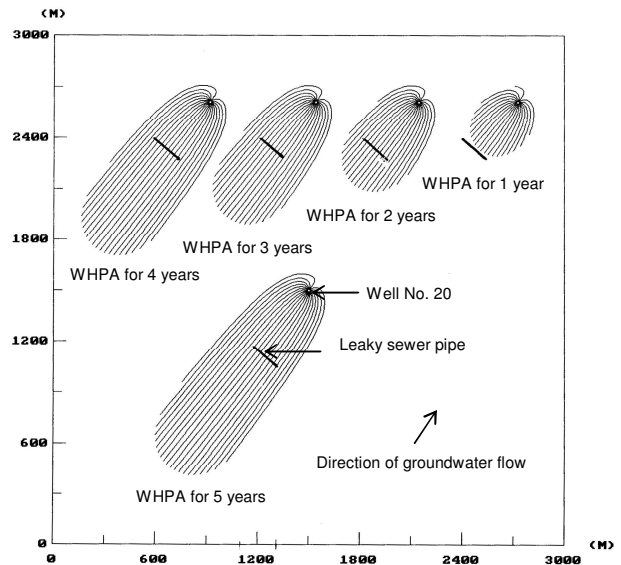 (M)
3000
2400
WHPA for 1 year
WHPA for 2 years
1800
WHPA for 3 years
WHPA for 4 years
Well No. 20
1200
Leaky sewer pipe
600
Direction of groundwater flow
WHPA for 5 years
0
0 600 1200 1800 2400 3000 (M)